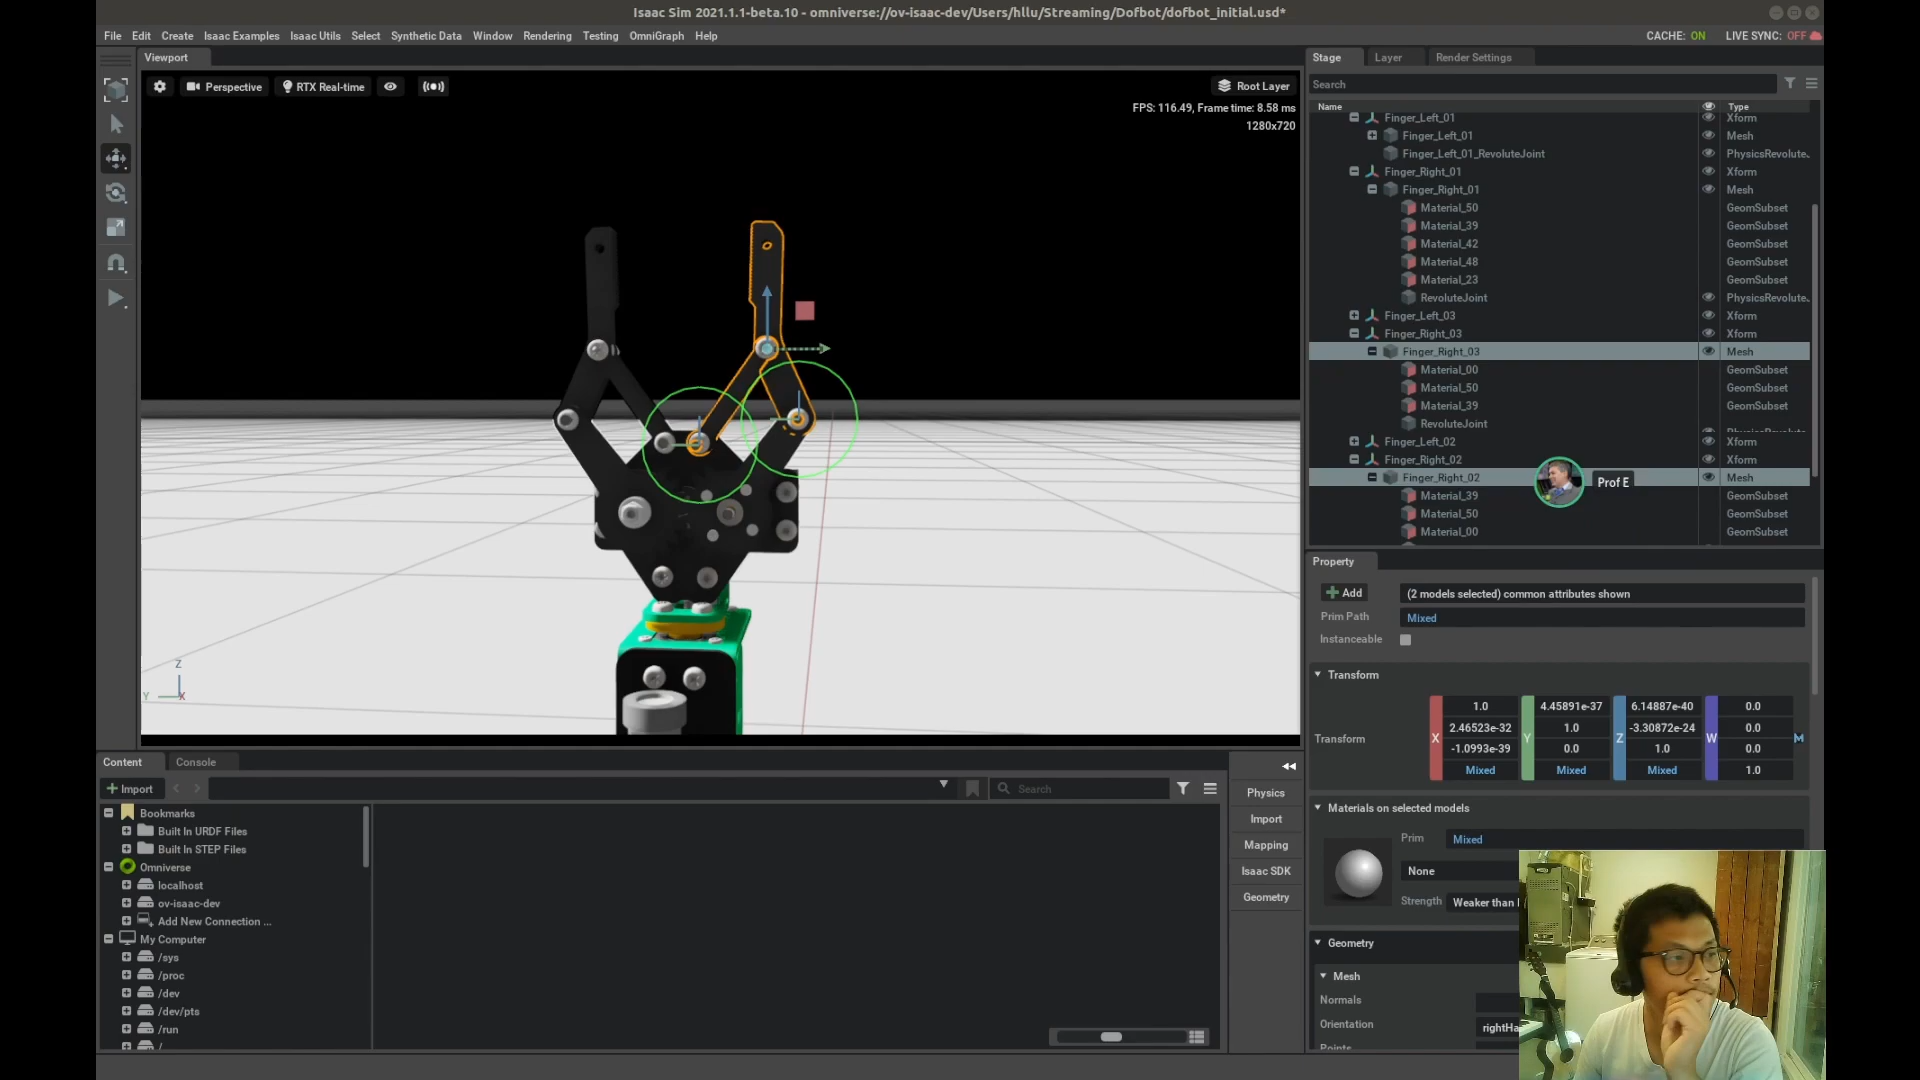 Isaac Sim 2021.1.1-beta.10 - omniverse://ov-isaac-dev/Users/hllu/Streaming/Dofbot/dofbot_initial.usd*
File Edit Create Isaac Examples Isaac Utils Select Synthetic Data Window Rendering Testing OmniGraph Help
CACHE: ON LIVE SYNC: OFF
Viewport
Perspective RTX Real-time
Root Layer
FPS: 116.49, Frame time: 8.58 ms
1280x720
Z
Y X
Stage Layer Render Settings
Search
Name Type
Finger_Left_01 Xform
Finger_Left_01 Mesh
Finger_Left_01_RevoluteJoint PhysicsRevolute
Finger_Right_01 Xform
Finger_Right_01 Mesh
Material_50 GeomSubset
Material_39 GeomSubset
Material_42 GeomSubset
Material_48 GeomSubset
Material_23 GeomSubset
RevoluteJoint PhysicsRevolute
Finger_Left_03 Xform
Finger_Right_03 Xform
Finger_Right_03 Mesh
Material_00 GeomSubset
Material_50 GeomSubset
Material_39 GeomSubset
RevoluteJoint
Finger_Left_02 Xform
Finger_Right_02 Xform
Finger_Right_02 Mesh
Prof E
Material_39 GeomSubset
Material_50 GeomSubset
Material_00 GeomSubset
Property
Add (2 models selected) common attributes shown
Prim Path Mixed
Instanceable
Transform
1.0 4.45891e-37 6.14887e-40 0.0
2.46523e-32 1.0 -3.30872e-24 0.0
Transform X Y Z W M
-1.0993e-39 0.0 1.0 0.0
Mixed Mixed Mixed 1.0
Materials on selected models
Prim Mixed
None
Strength Weaker than
Geometry
Mesh
Normals
Orientation rightHa
Points
Content Console
Import Search
Bookmarks
Built In URDF Files
Built In STEP Files
Omniverse
localhost
ov-isaac-dev
Add New Connection ...
My Computer
/sys
/proc
/dev
/dev/pts
/run
/
Physics
Import
Mapping
Isaac SDK
Geometry